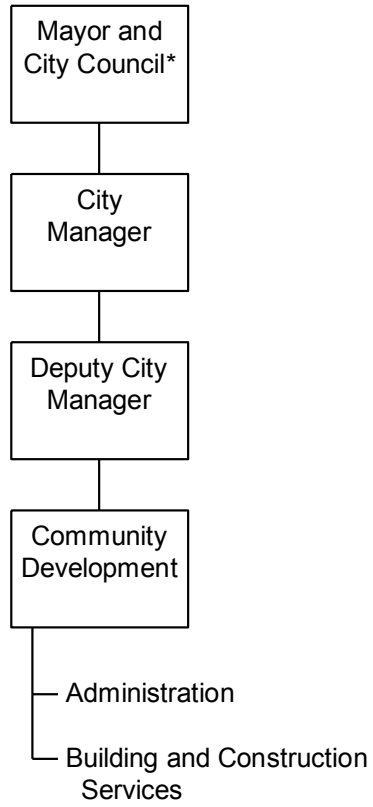 Mayor and
City Council*
City
Manager
Deputy City
Manager
Community
Development
Administration
Building and Construction
Services